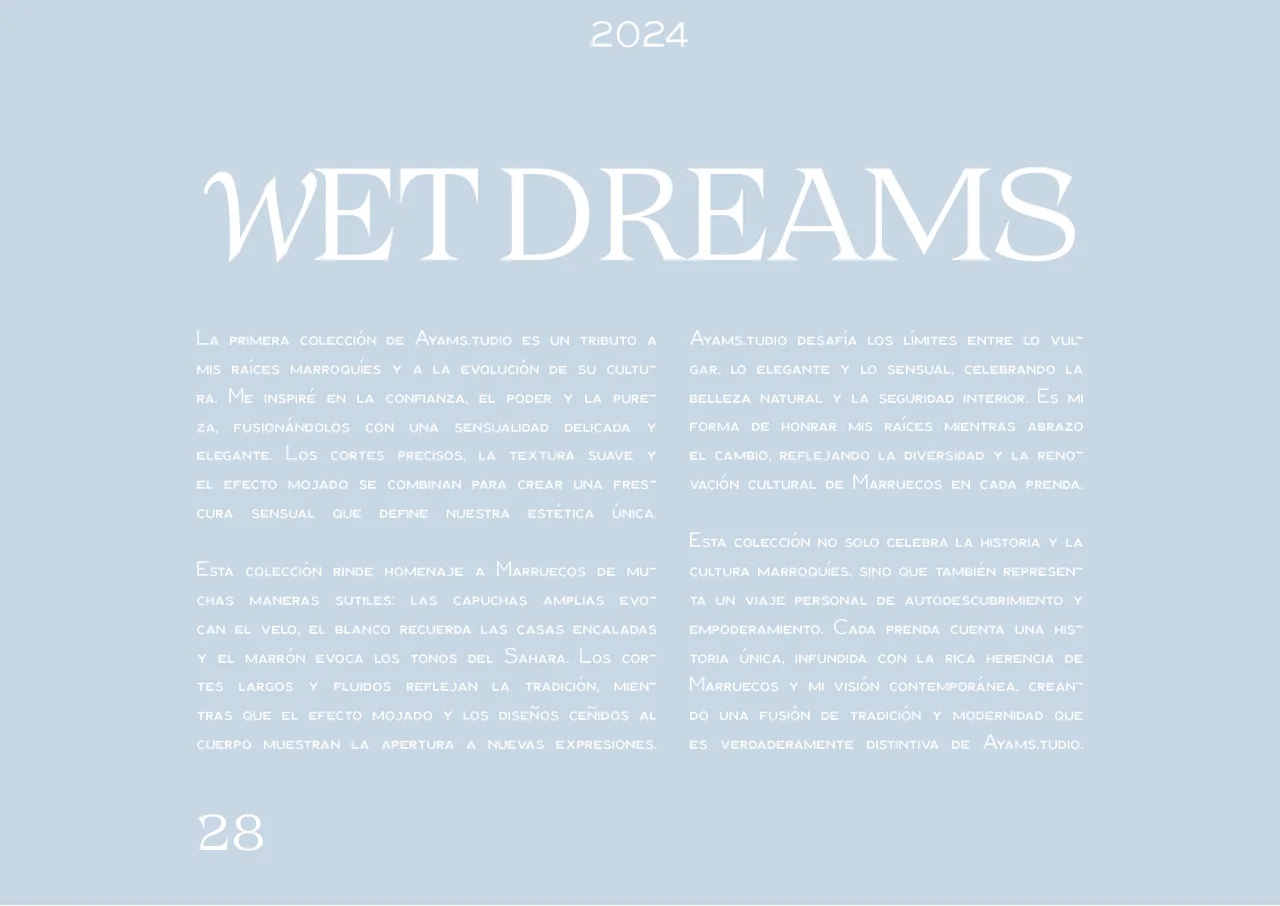 2024
WET DREAMS
La primera colección de Ayams.tudio es un tributo a
mis raíces marroquíes y a la evolución de su cultu-
ra. Me inspiré en la confianza, el poder y la pure-
za, fusionándolos con una sensualidad delicada y
elegante. Los cortes precisos, la textura suave y
el efecto mojado se combinan para crear una fres-
cura sensual que define nuestra estética única.
Esta colección rinde homenaje a Marruecos de mu-
chas maneras sutiles: las capuchas amplias evo-
can el velo, el blanco recuerda las casas encaladas
y el marrón evoca los tonos del Sahara. Los cor-
tes largos y fluidos reflejan la tradición, mien-
tras que el efecto mojado y los diseños ceñidos al
cuerpo muestran la apertura a nuevas expresiones.
Ayams.tudio desafía los límites entre lo vul-
gar, lo elegante y lo sensual, celebrando la
belleza natural y la seguridad interior. Es mi
forma de honrar mis raíces mientras abrazo
el cambio, reflejando la diversidad y la reno-
vación cultural de Marruecos en cada prenda.
Esta colección no solo celebra la historia y la
cultura marroquíes, sino que también represen-
ta un viaje personal de autodescubrimiento y
empoderamiento. Cada prenda cuenta una his-
toria única, infundida con la rica herencia de
Marruecos y mi visión contemporánea, crean-
do una fusión de tradición y modernidad que
es verdaderamente distintiva de Ayams.tudio.
28